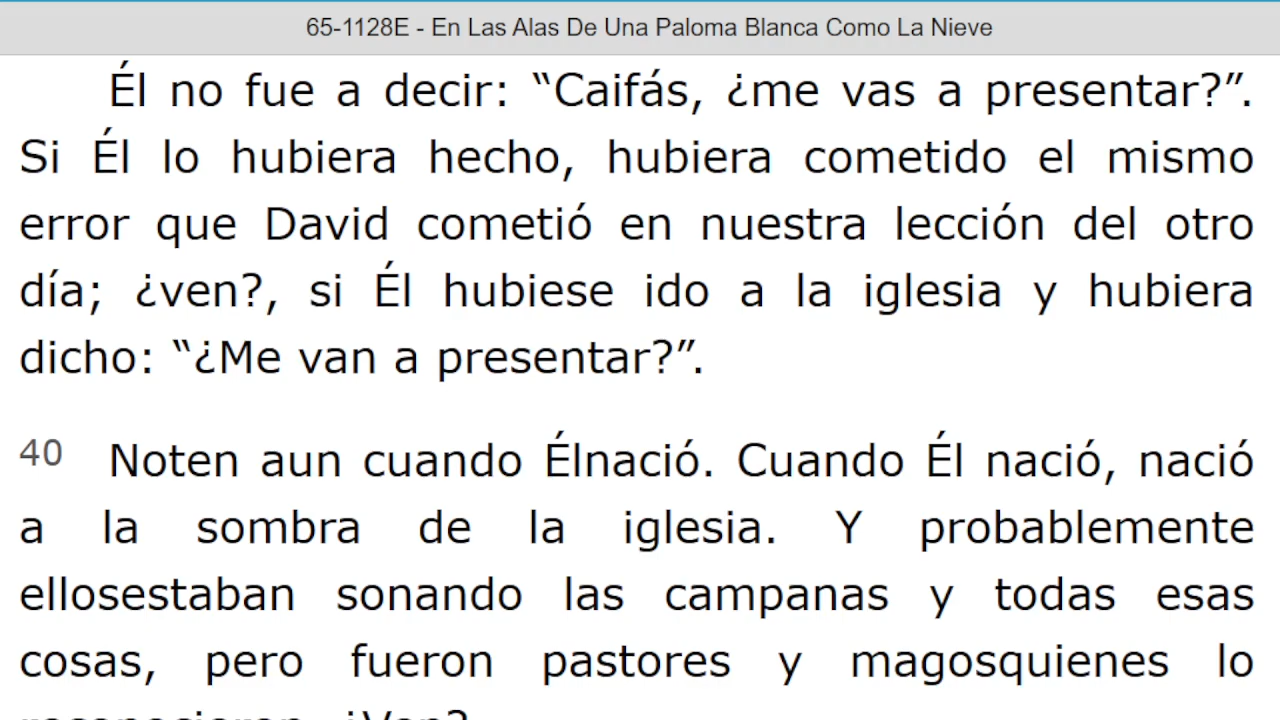 65-1128E - En Las Alas De Una Paloma Blanca Como La Nieve
Él no fue a decir: “Caifás, ¿me vas a presentar?”.
Si Él lo hubiera hecho, hubiera cometido el mismo
error que David cometió en nuestra lección del otro
día; ¿ven?, si Él hubiese ido a la iglesia y hubiera
dicho: “¿Me van a presentar?”.
40 Noten aun cuando Élnació. Cuando Él nació, nació
a la sombra de la iglesia. Y probablemente
ellosestaban sonando las campanas y todas esas
cosas, pero fueron pastores y magosquienes lo
reconocieron. ¿Ven?